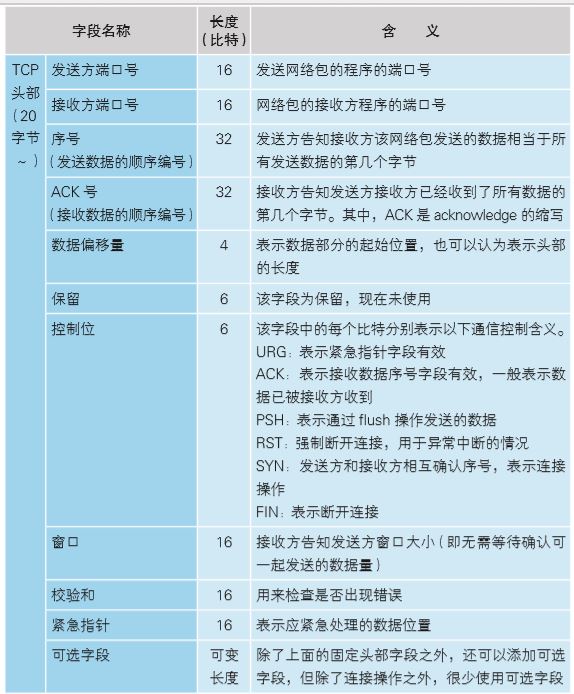 字段名称
长度
（比特）
含 义
TCP
头部
（20
字节
~ ）
发送方端口号
16
发送网络包的程序的端口号
接收方端口号
16
网络包的接收方程序的端口号
序号
（发送数据的顺序编号）
32
发送方告知接收方该网络包发送的数据相当于所
有发送数据的第几个字节
ACK 号
（接收数据的顺序编号）
32
接收方告知发送方接收方已经收到了所有数据的
第几个字节。其中，ACK 是 acknowledge 的缩写
数据偏移量
4
表示数据部分的起始位置，也可以认为表示头部
的长度
保留
6
该字段为保留，现在未使用
控制位
6
该字段中的每个比特分别表示以下通信控制含义。
URG：表示紧急指针字段有效
ACK：表示接收数据序号字段有效，一般表示数
据已被接收方收到
PSH：表示通过 flush 操作发送的数据
RST：强制断开连接，用于异常中断的情况
SYN：发送方和接收方相互确认序号，表示连接
操作
FIN：表示断开连接
窗口
16
接收方告知发送方窗口大小（即无需等待确认可
一起发送的数据量）
校验和
16
用来检查是否出现错误
紧急指针
16
表示应紧急处理的数据位置
可选字段
可变
长度
除了上面的固定头部字段之外，还可以添加可选
字段，但除了连接操作之外，很少使用可选字段